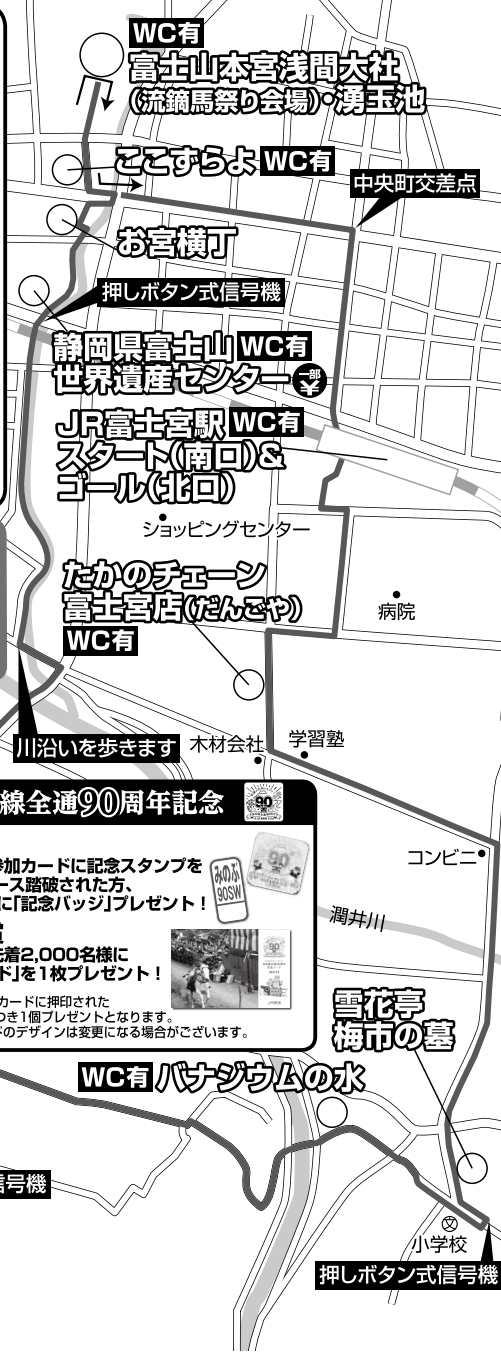 WC有
富士山本宮浅間大社
(流鏑馬祭り会場)・湧玉池
ここずらよ WC有
中央町交差点
お宮横丁
押しボタン式信号機
静岡県富士山 WC有
世界遺産センター 一部¥
JR富士宮駅 WC有
スタート(南口)&
ゴール(北口)
ショッピングセンター
たかのチェーン
富士宮店(だんごや)
WC有
病院
川沿いを歩きます
木材会社
学習塾
線全通90周年記念
90
コンビニ
参加カードに記念スタンプを
ース踏破された方、
に「記念バッジ」プレゼント!
みのぶ
90SW
90
潤井川
先着2,000名様に
ド」を1枚プレゼント!
カードに押印された
つき1個プレゼントとなります。
ドのデザインは変更になる場合がございます。
雪花亭
梅市の墓
WC有 バナジウムの水
信号機
文
小学校
押しボタン式信号機